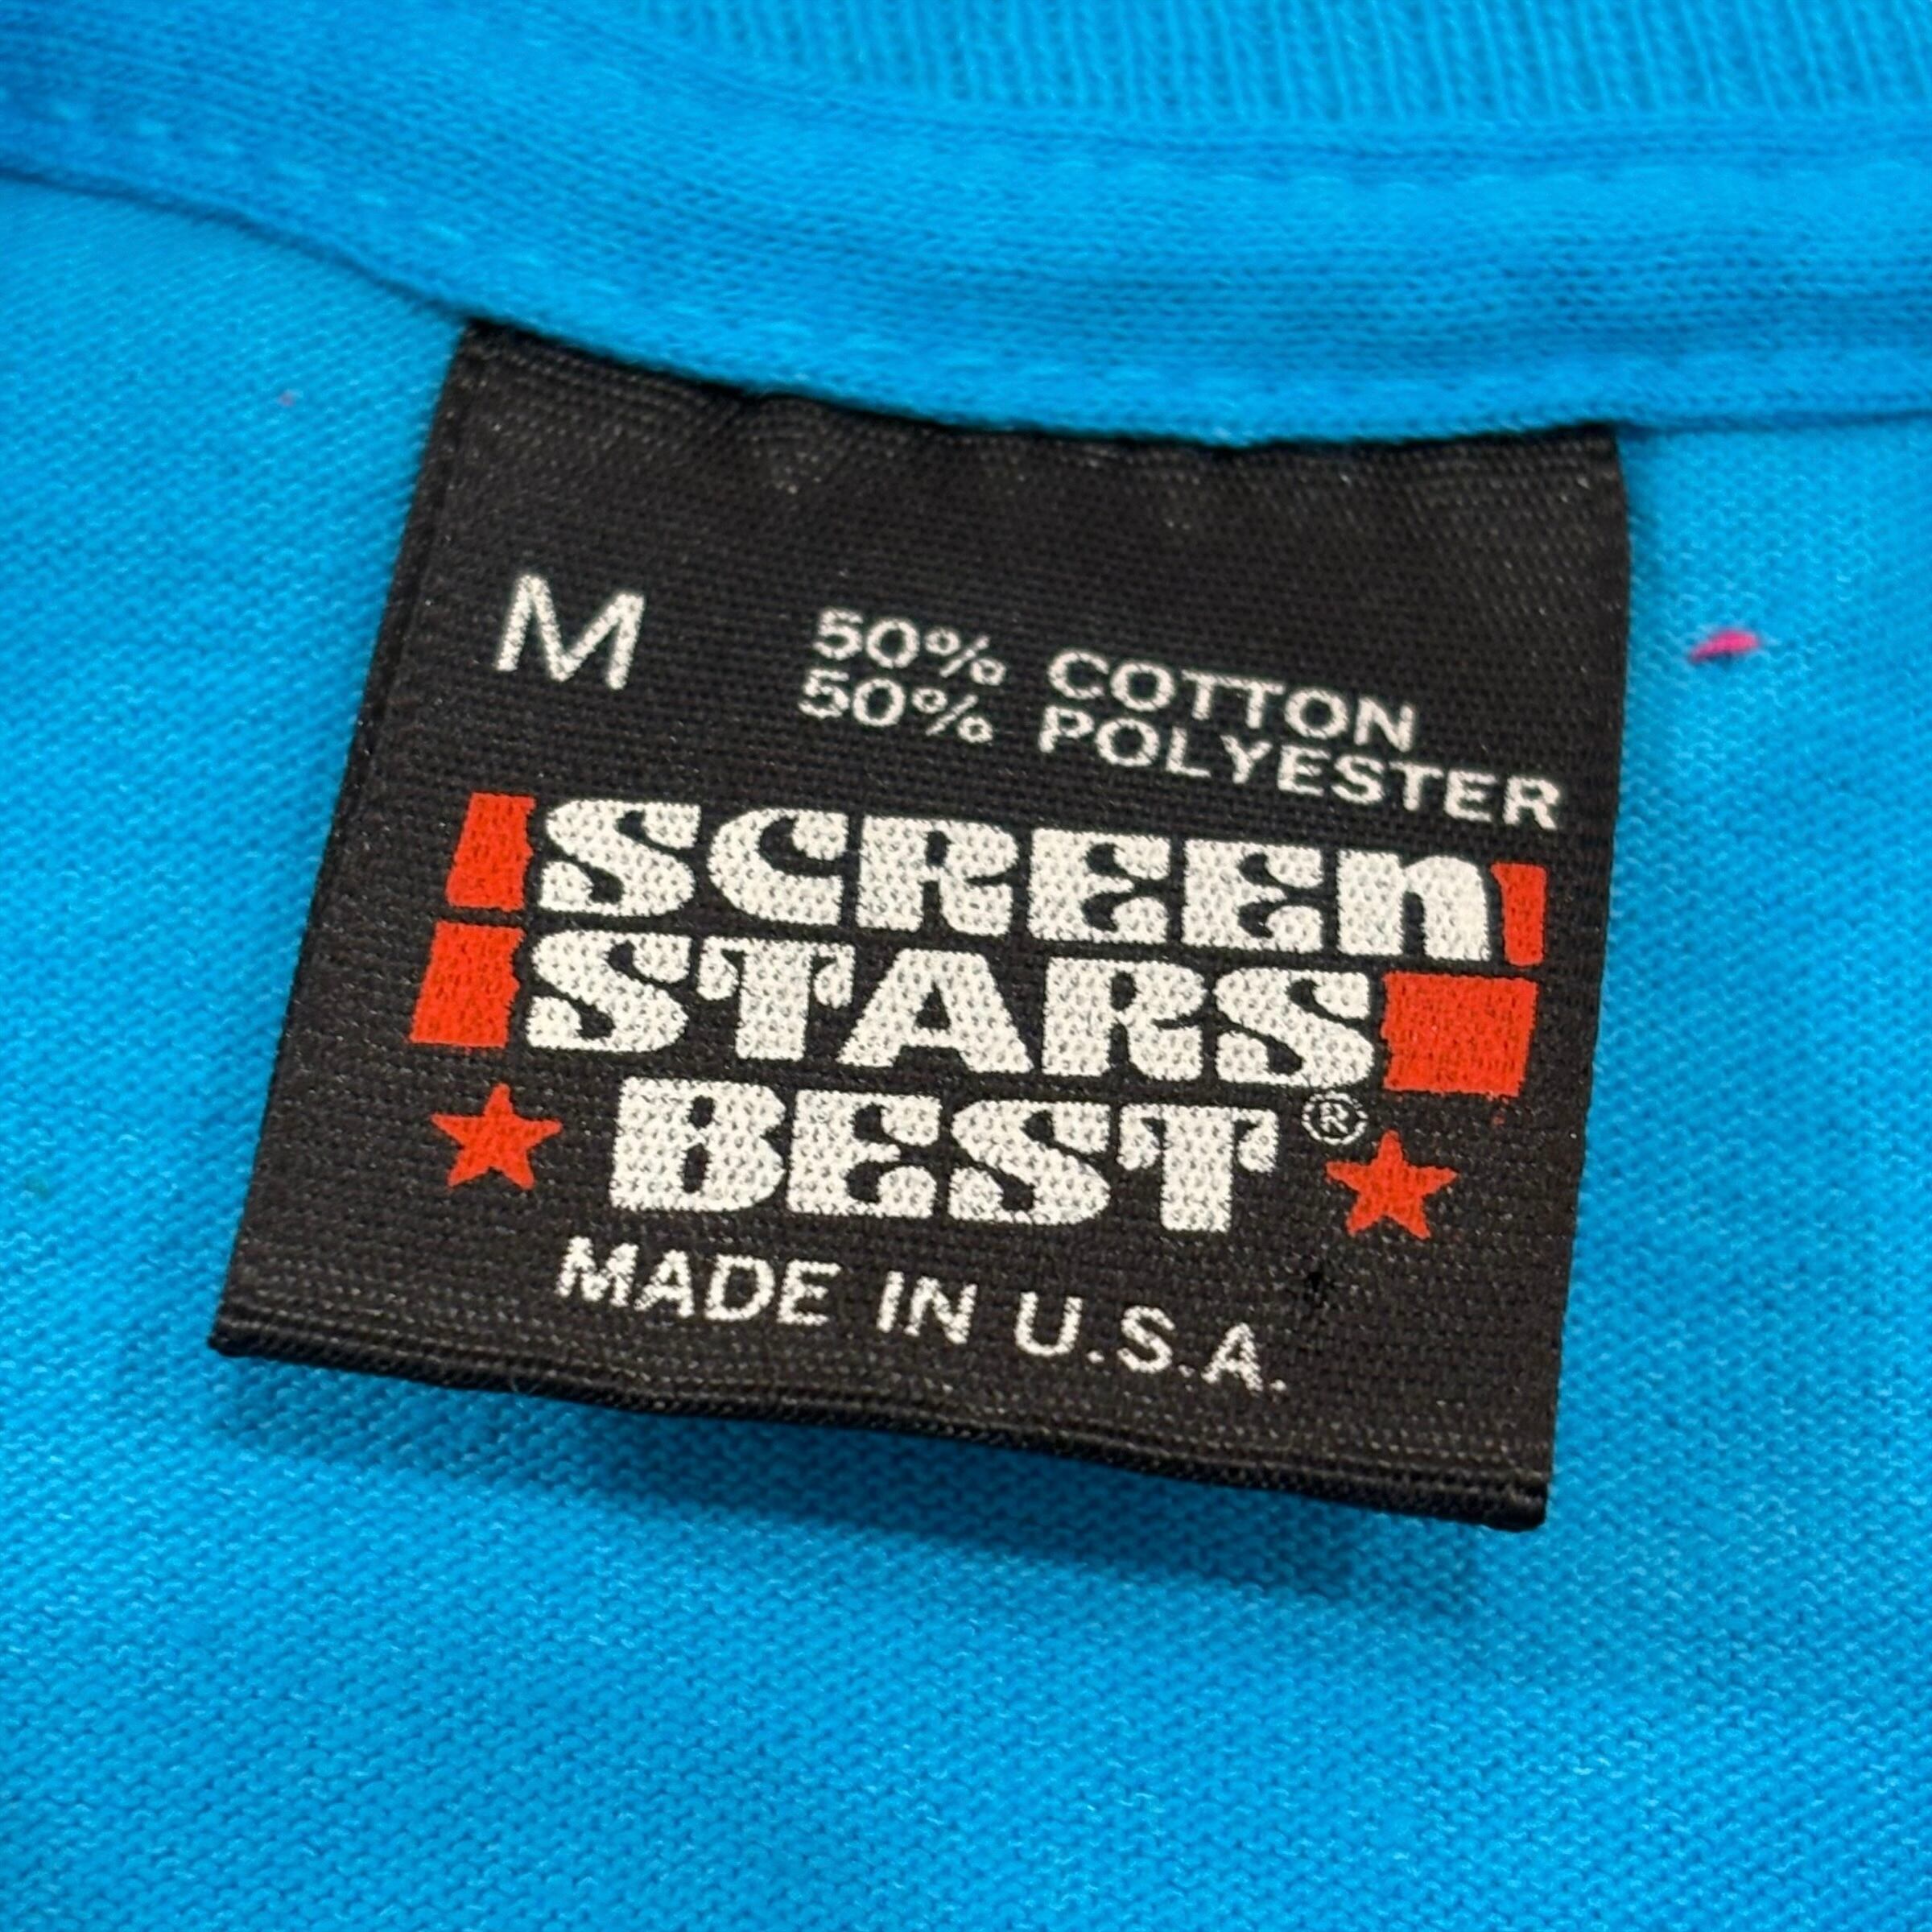 M
50% COTTON
50% POLYESTER
SCREEn
STARS
BEST®
MADE IN U.S.A.